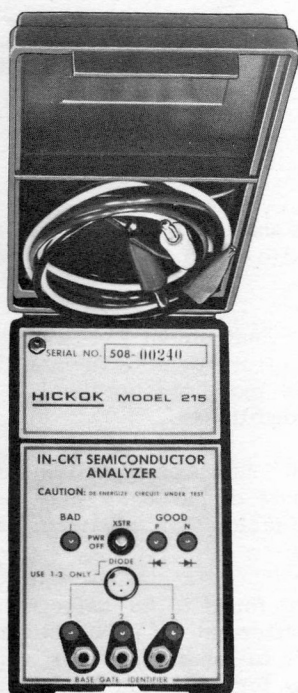 SERIAL NO. 508-00240
HICKOK MODEL 215
IN-CKT SEMICONDUCTOR
ANALYZER
CAUTION: DE-ENERGIZE CIRCUIT UNDER TEST
BAD XSTR GOOD
PWR OFF P N
DIODE
USE 1-3 ONLY
1 2 3
BASE GATE IDENTIFIER